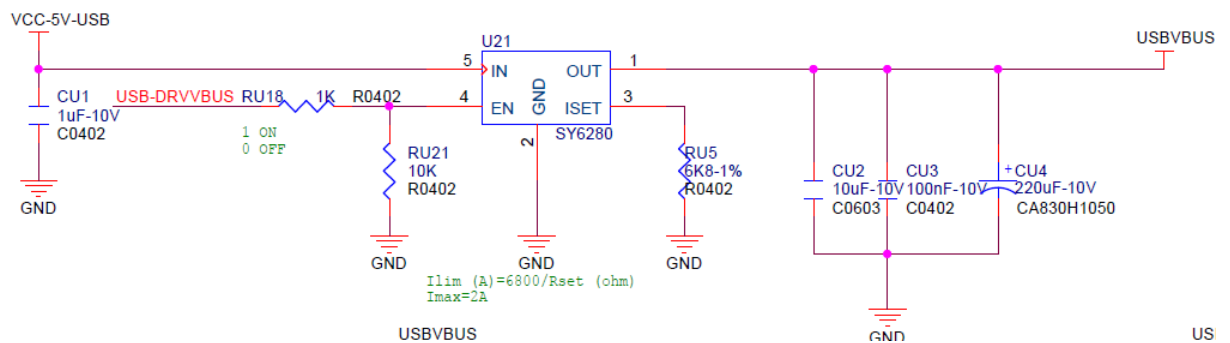 VCC-5V-USB
USBVBUS
U21
5
IN
OUT
1
CU1
1uF-10V
C0402
USB-DRVVBUS
RU18
1K
R0402
4
EN
GND
ISET
3
2
SY6280
1 ON
0 OFF
RU21
10K
R0402
RU5
6K8-1%
R0402
CU2
10uF-10V
C0603
CU3
100nF-10V
C0402
+
CU4
220uF-10V
CA830H1050
GND
GND
GND
GND
Ilim (A)=6800/Rset (ohm)
Imax=2A
GND
USBVBUS
US